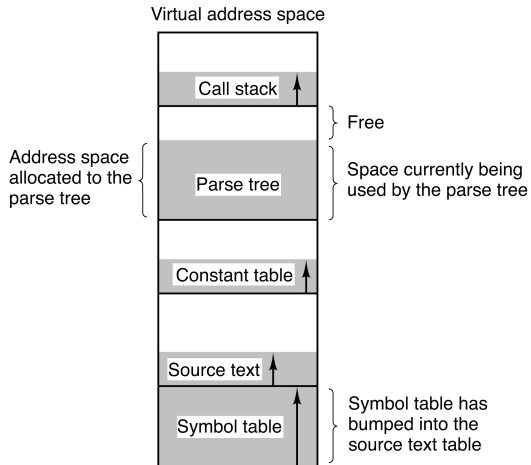 Virtual address space
Call stack
Free
Address space
allocated to the
parse tree
Parse tree
Space currently being
used by the parse tree
Constant table
Source text
Symbol table
Symbol table has
bumped into the
source text table